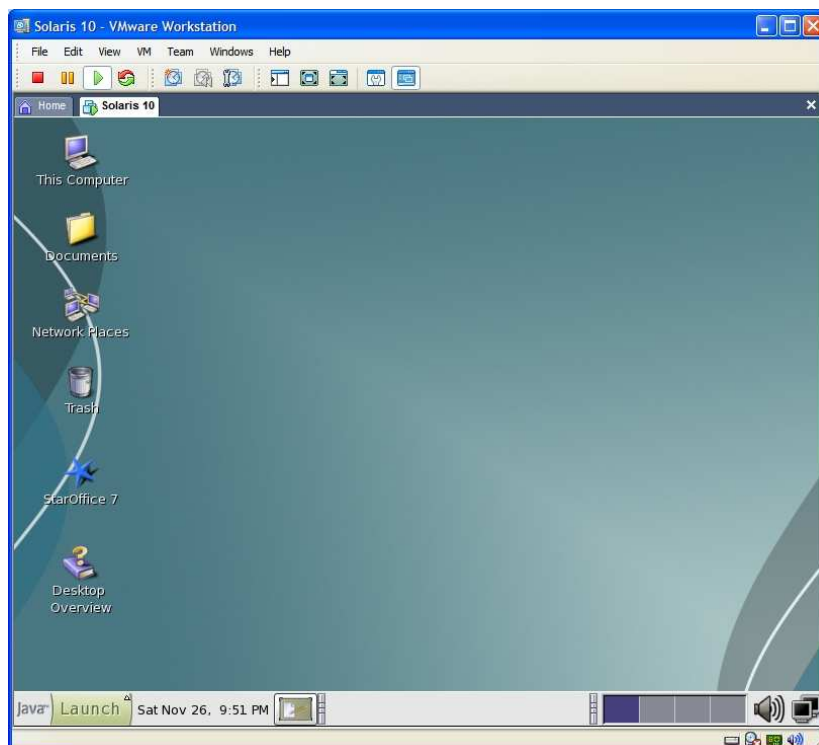 Solaris 10 - VMware Workstation
File Edit View VM Team Windows Help
Home Solaris 10
This Computer
Documents
Network Places
Trash
StarOffice 7
Desktop
Overview
Java Launch Sat Nov 26, 9:51 PM